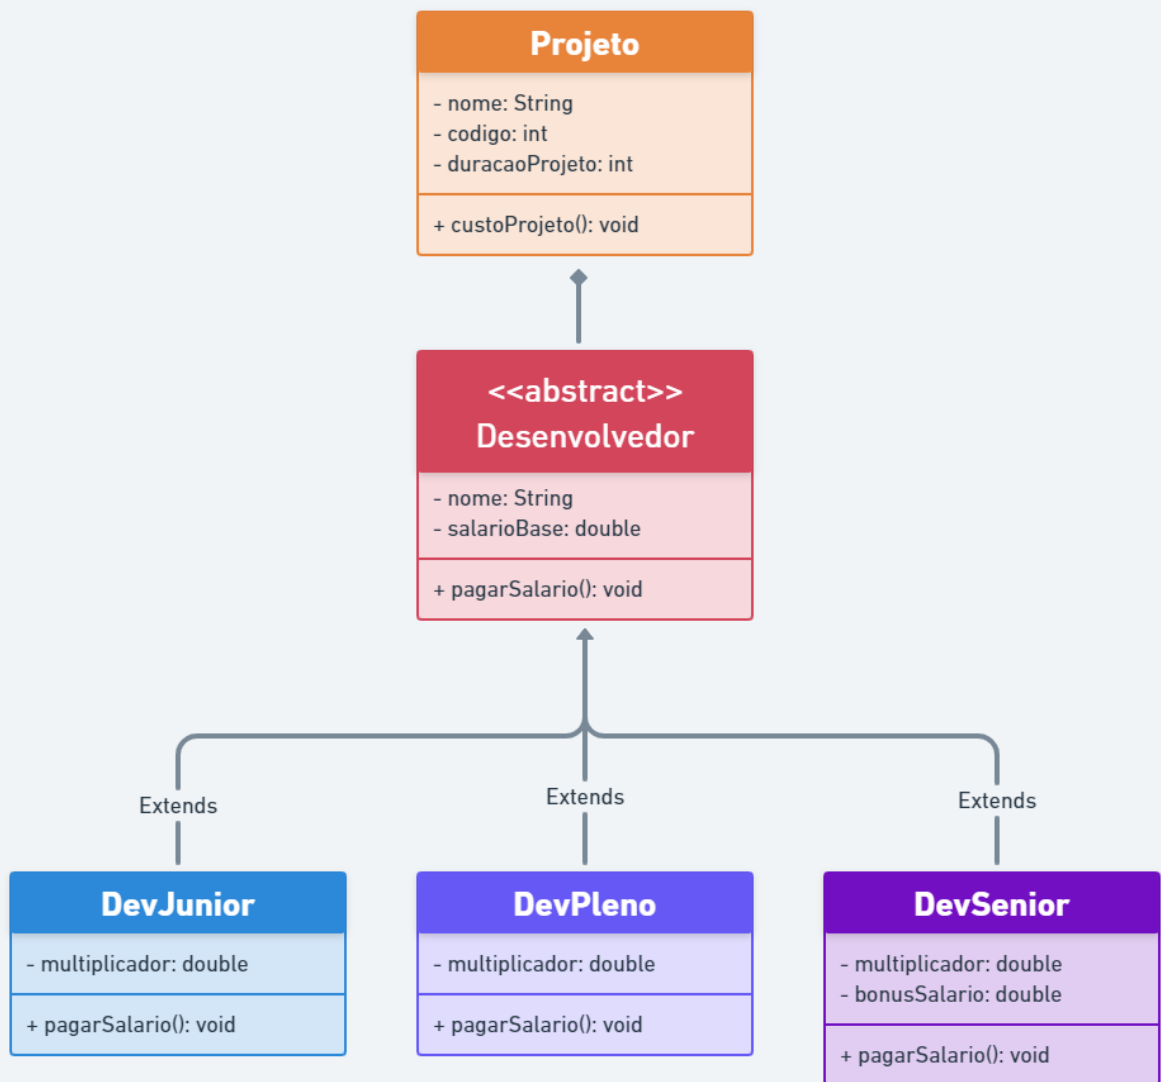 Projeto
- nome: String
- codigo: int
- duracaoProjeto: int
+ custoProjeto(): void
<<abstract>>
Desenvolvedor
- nome: String
- salarioBase: double
+ pagarSalario(): void
Extends
Extends
Extends
DevJunior
- multiplicador: double
+ pagarSalario(): void
DevPleno
- multiplicador: double
+ pagarSalario(): void
DevSenior
- multiplicador: double
- bonusSalario: double
+ pagarSalario(): void